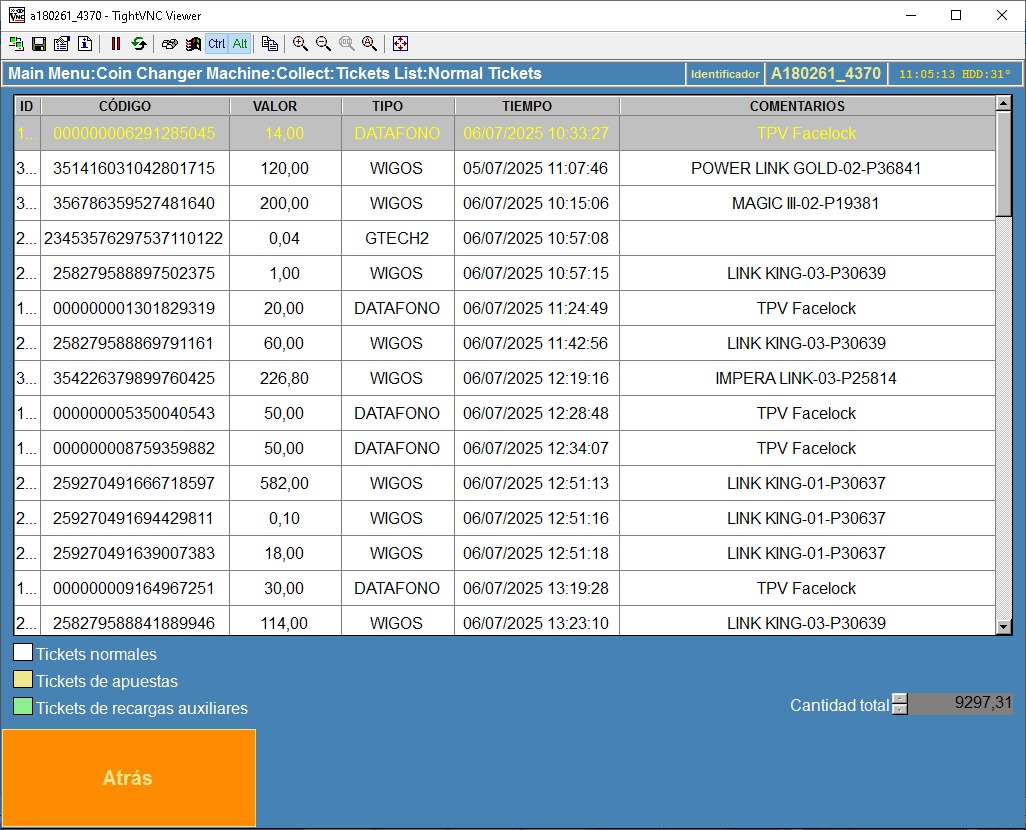 a180261_4370 - TightVNC Viewer
Ctrl Alt
Main Menu:Coin Changer Machine:Collect:Tickets List:Normal Tickets Identificador A180261_4370 11:05:13 HDD:31°
ID CÓDIGO VALOR TIPO TIEMPO COMENTARIOS
1... 000000006291285045 14,00 DATAFONO 06/07/2025 10:33:27 TPV Facelock
3... 351416031042801715 120,00 WIGOS 05/07/2025 11:07:46 POWER LINK GOLD-02-P36841
3... 356786359527481640 200,00 WIGOS 06/07/2025 10:15:06 MAGIC III-02-P19381
2... 23453576297537110122 0,04 GTECH2 06/07/2025 10:57:08
2... 258279588897502375 1,00 WIGOS 06/07/2025 10:57:15 LINK KING-03-P30639
1... 000000001301829319 20,00 DATAFONO 06/07/2025 11:24:49 TPV Facelock
2... 258279588869791161 60,00 WIGOS 06/07/2025 11:42:56 LINK KING-03-P30639
3... 354226379899760425 226,80 WIGOS 06/07/2025 12:19:16 IMPERA LINK-03-P25814
1... 000000005350040543 50,00 DATAFONO 06/07/2025 12:28:48 TPV Facelock
1... 000000008759359882 50,00 DATAFONO 06/07/2025 12:34:07 TPV Facelock
2... 259270491666718597 582,00 WIGOS 06/07/2025 12:51:13 LINK KING-01-P30637
2... 259270491694429811 0,10 WIGOS 06/07/2025 12:51:16 LINK KING-01-P30637
2... 259270491639007383 18,00 WIGOS 06/07/2025 12:51:18 LINK KING-01-P30637
1... 000000009164967251 30,00 DATAFONO 06/07/2025 13:19:28 TPV Facelock
2... 258279588841889946 114,00 WIGOS 06/07/2025 13:23:10 LINK KING-03-P30639
Tickets normales
Tickets de apuestas
Tickets de recargas auxiliares
Cantidad total 9297,31
Atrás